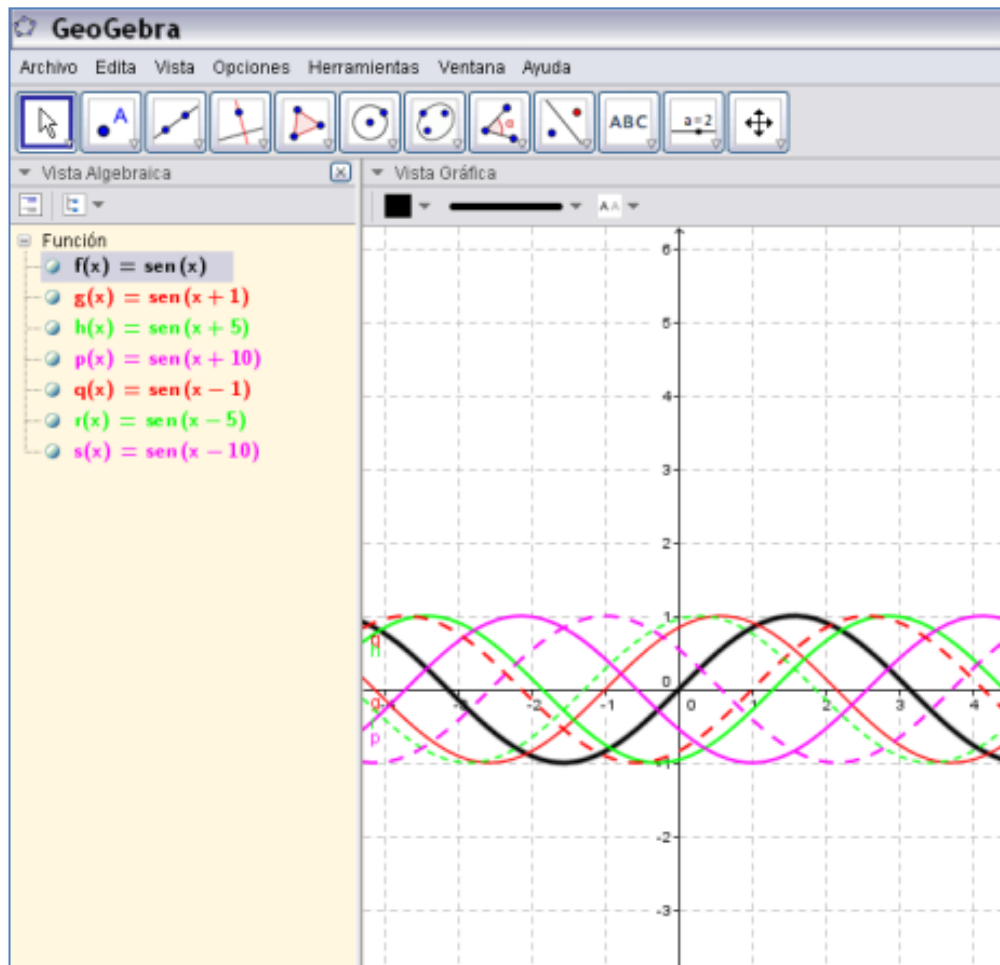 GeoGebra
Archivo Edita Vista Opciones Herramientas Ventana Ayuda
A
α
ABC
a=2
Vista Algebraica
Vista Gráfica
A A
Función
f(x) = sen (x)
g(x) = sen (x + 1)
h(x) = sen (x + 5)
p(x) = sen (x + 10)
q(x) = sen (x − 1)
r(x) = sen (x − 5)
s(x) = sen (x − 10)
6
5
4
3
2
1
0
-4 -3 -2 -1 0 1 2 3 4
-1
-2
-3
q
h
g
p